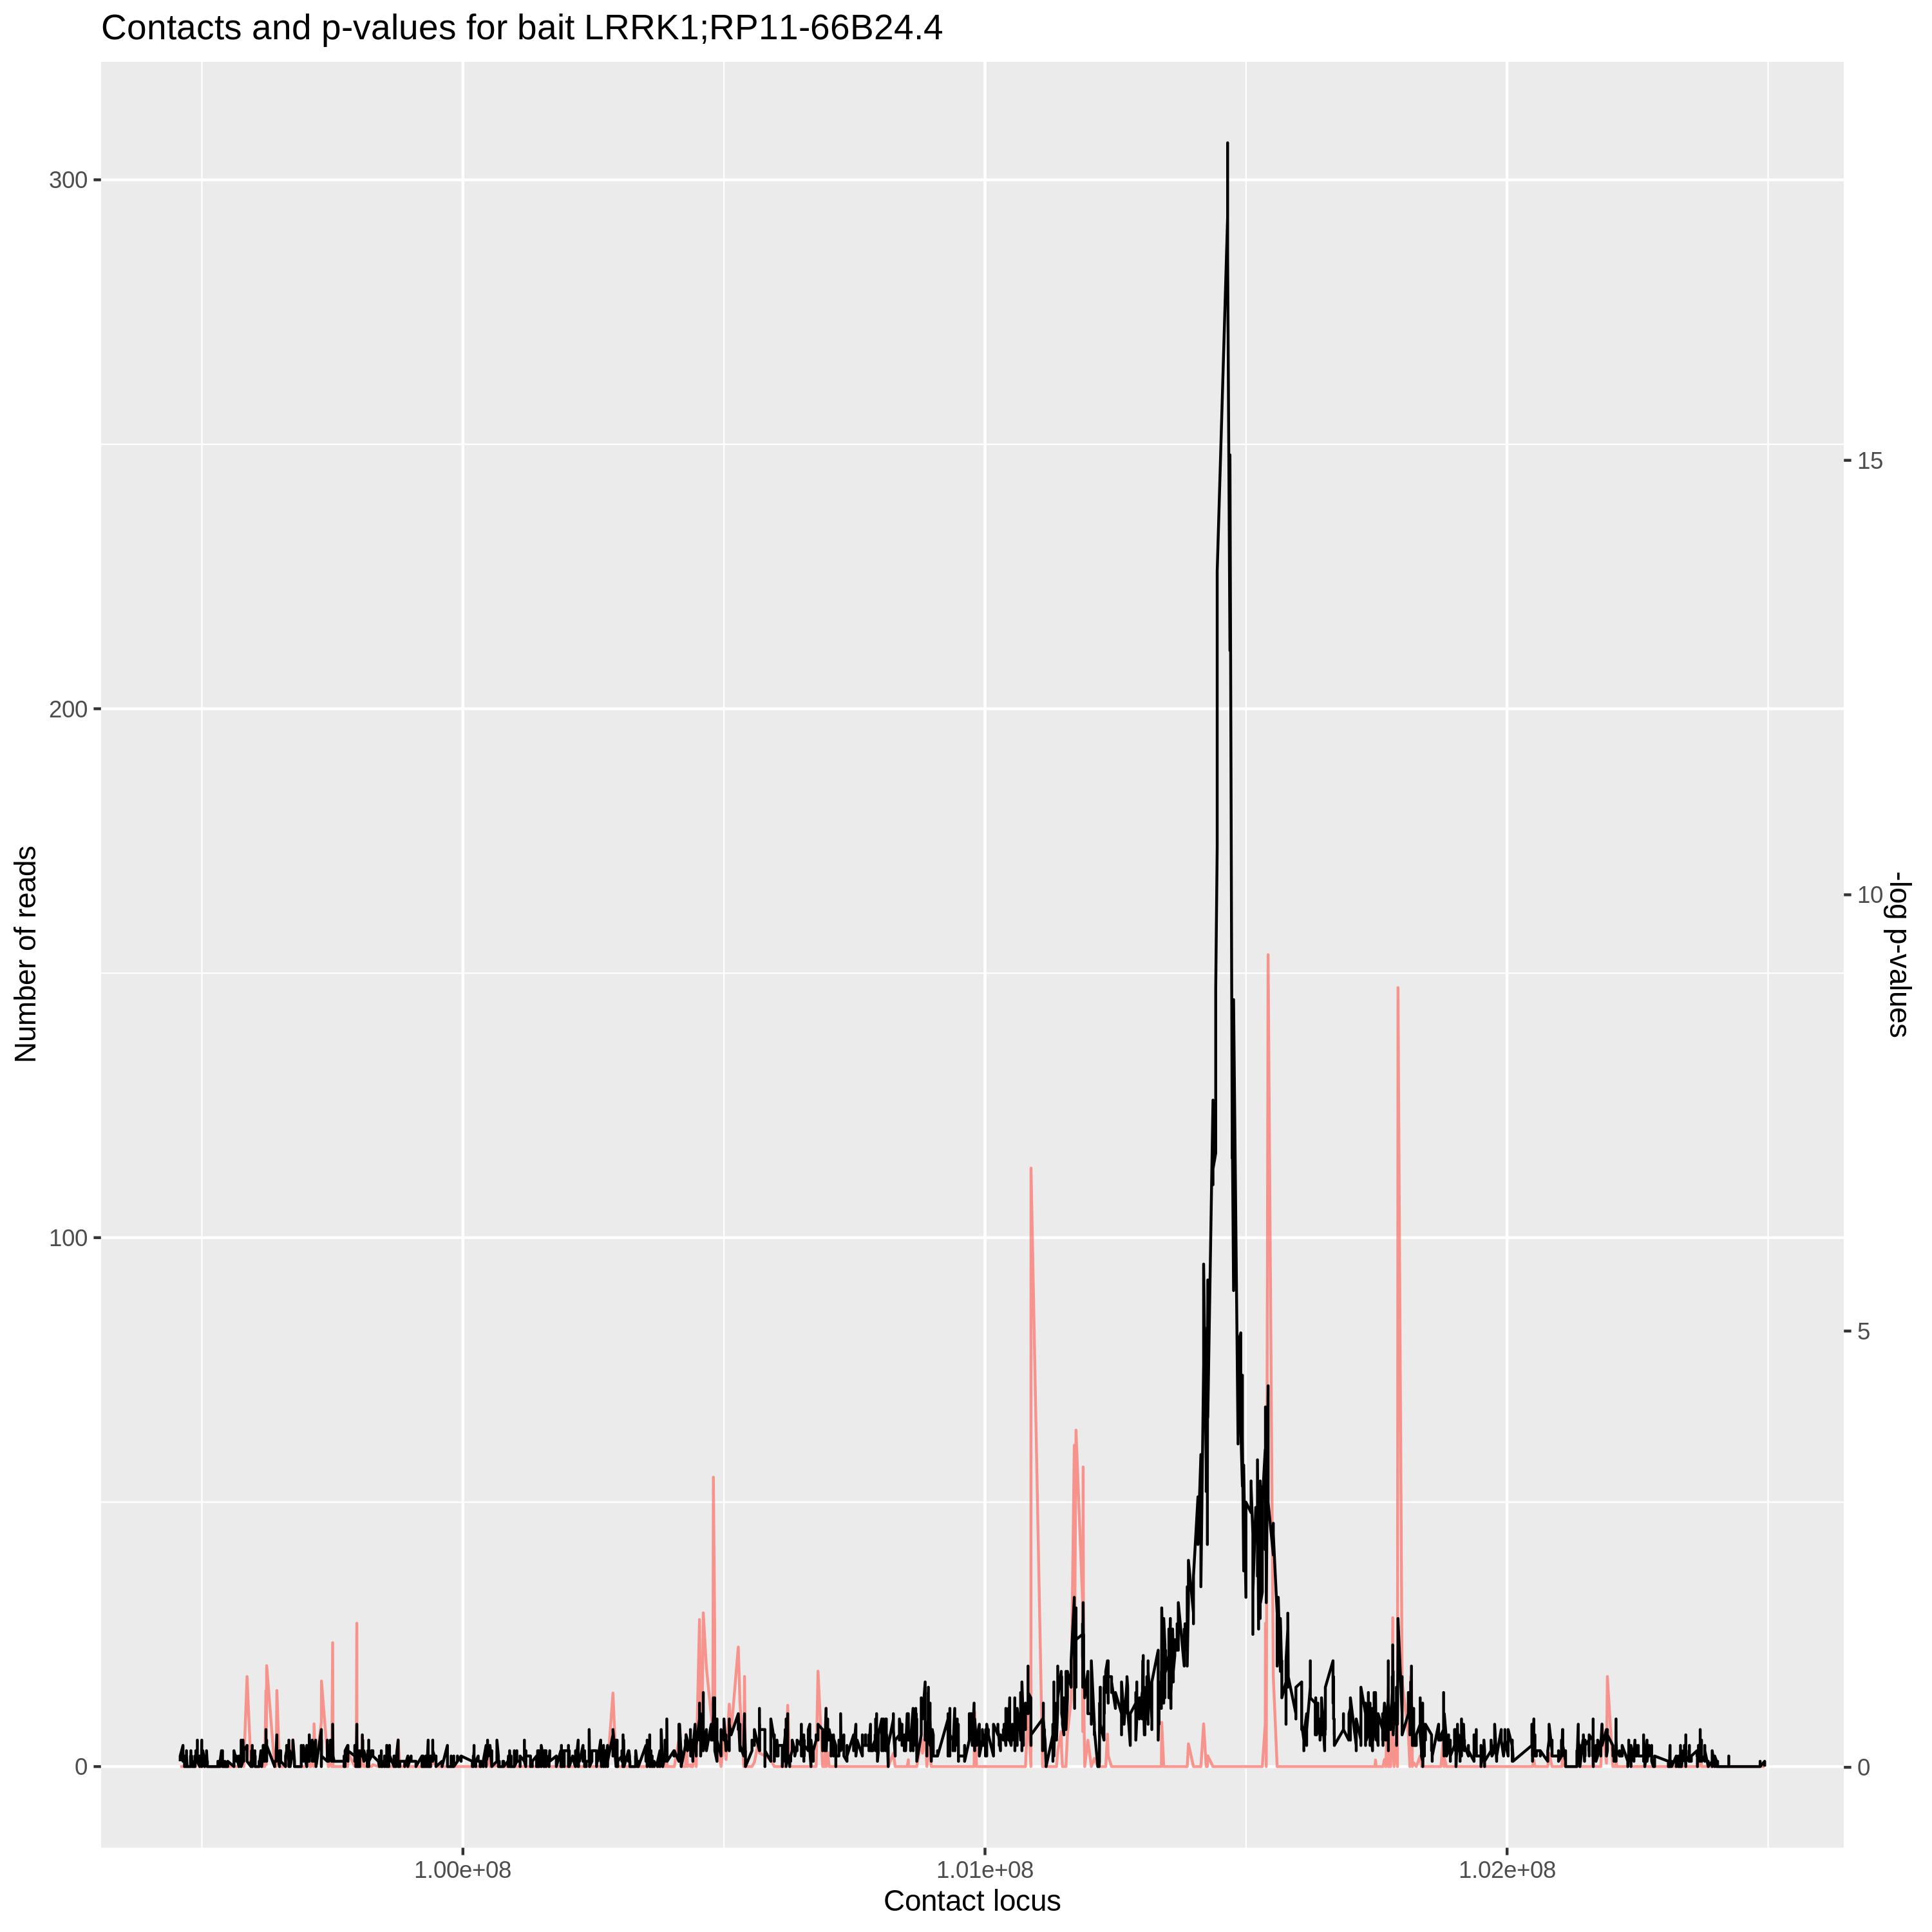 Contacts and p-values for bait LRRK1;RP11-66B24.4
300
200
100
0
Number of reads
15
10
5
0
-log p-values
1.00e+08
1.01e+08
1.02e+08
Contact locus